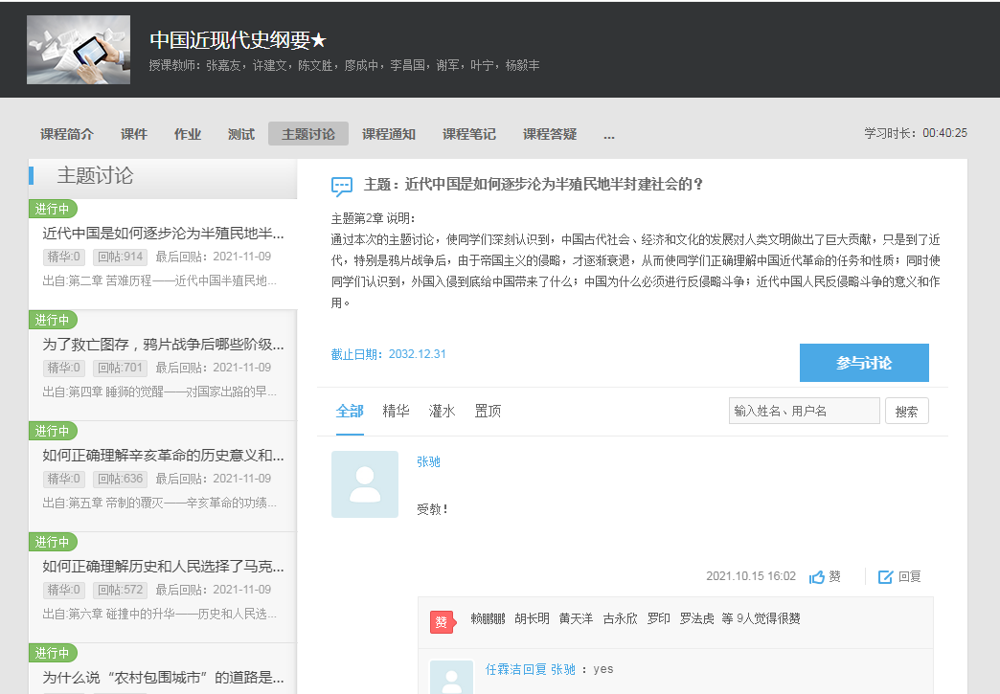 中国近现代史纲要★
授课教师：张嘉友，许建文，陈文胜，廖成中，李昌国，谢军，叶宁，杨毅丰
课程简介 课件 作业 测试 主题讨论 课程通知 课程笔记 课程答疑 ... 学习时长：00:40:25
主题讨论
进行中
近代中国是如何逐步沦为半殖民地半...
精华:0 回帖:914 最后回贴：2021-11-09
出自:第二章 苦难历程——近代中国半殖民地...
进行中
为了救亡图存，鸦片战争后哪些阶级...
精华:0 回帖:701 最后回贴：2021-11-09
出自:第四章 睡狮的觉醒——对国家出路的早...
进行中
如何正确理解辛亥革命的历史意义和...
精华:0 回帖:636 最后回贴：2021-11-09
出自:第五章 帝制的覆灭——辛亥革命的功绩...
进行中
如何正确理解历史和人民选择了马克...
精华:0 回帖:572 最后回贴：2021-11-09
出自:第六章 碰撞中的升华——历史和人民选...
进行中
为什么说“农村包围城市”的道路是...
主题：近代中国是如何逐步沦为半殖民地半封建社会的？
主题第2章 说明：
通过本次的主题讨论，使同学们深刻认识到，中国古代社会、经济和文化的发展对人类文明做出了巨大贡献，只是到了近
代，特别是鸦片战争后，由于帝国主义的侵略，才逐渐衰退，从而使同学们正确理解中国近代革命的任务和性质；同时使
同学们认识到，外国入侵到底给中国带来了什么；中国为什么必须进行反侵略斗争；近代中国人民反侵略斗争的意义和作
用。
截止日期：2032.12.31
参与讨论
全部 精华 灌水 置顶 输入姓名、用户名 搜索
张驰
受教！
2021.10.15 16:02 赞 回复
赞 赖鹏鹏 胡长明 黄天洋 古永欣 罗印 罗法虎 等 9人觉得很赞
任霖洁回复 张驰 ：yes